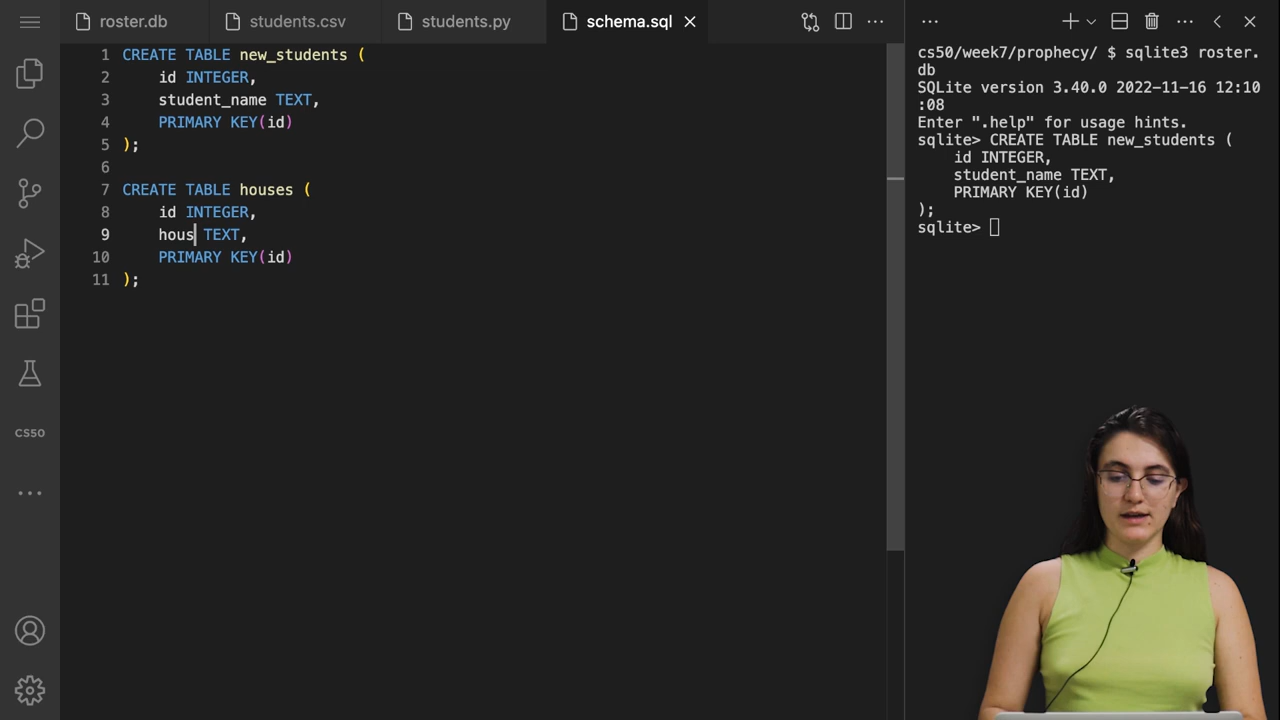 roster.db students.csv students.py schema.sql
1 CREATE TABLE new_students (
2 id INTEGER,
3 student_name TEXT,
4 PRIMARY KEY(id)
5 );
6
7 CREATE TABLE houses (
8 id INTEGER,
9 hous TEXT,
10 PRIMARY KEY(id)
11 );
CS50
cs50/week7/prophecy/ $ sqlite3 roster.
db
SQLite version 3.40.0 2022-11-16 12:10
:08
Enter ".help" for usage hints.
sqlite> CREATE TABLE new_students (
id INTEGER,
student_name TEXT,
PRIMARY KEY(id)
);
sqlite>